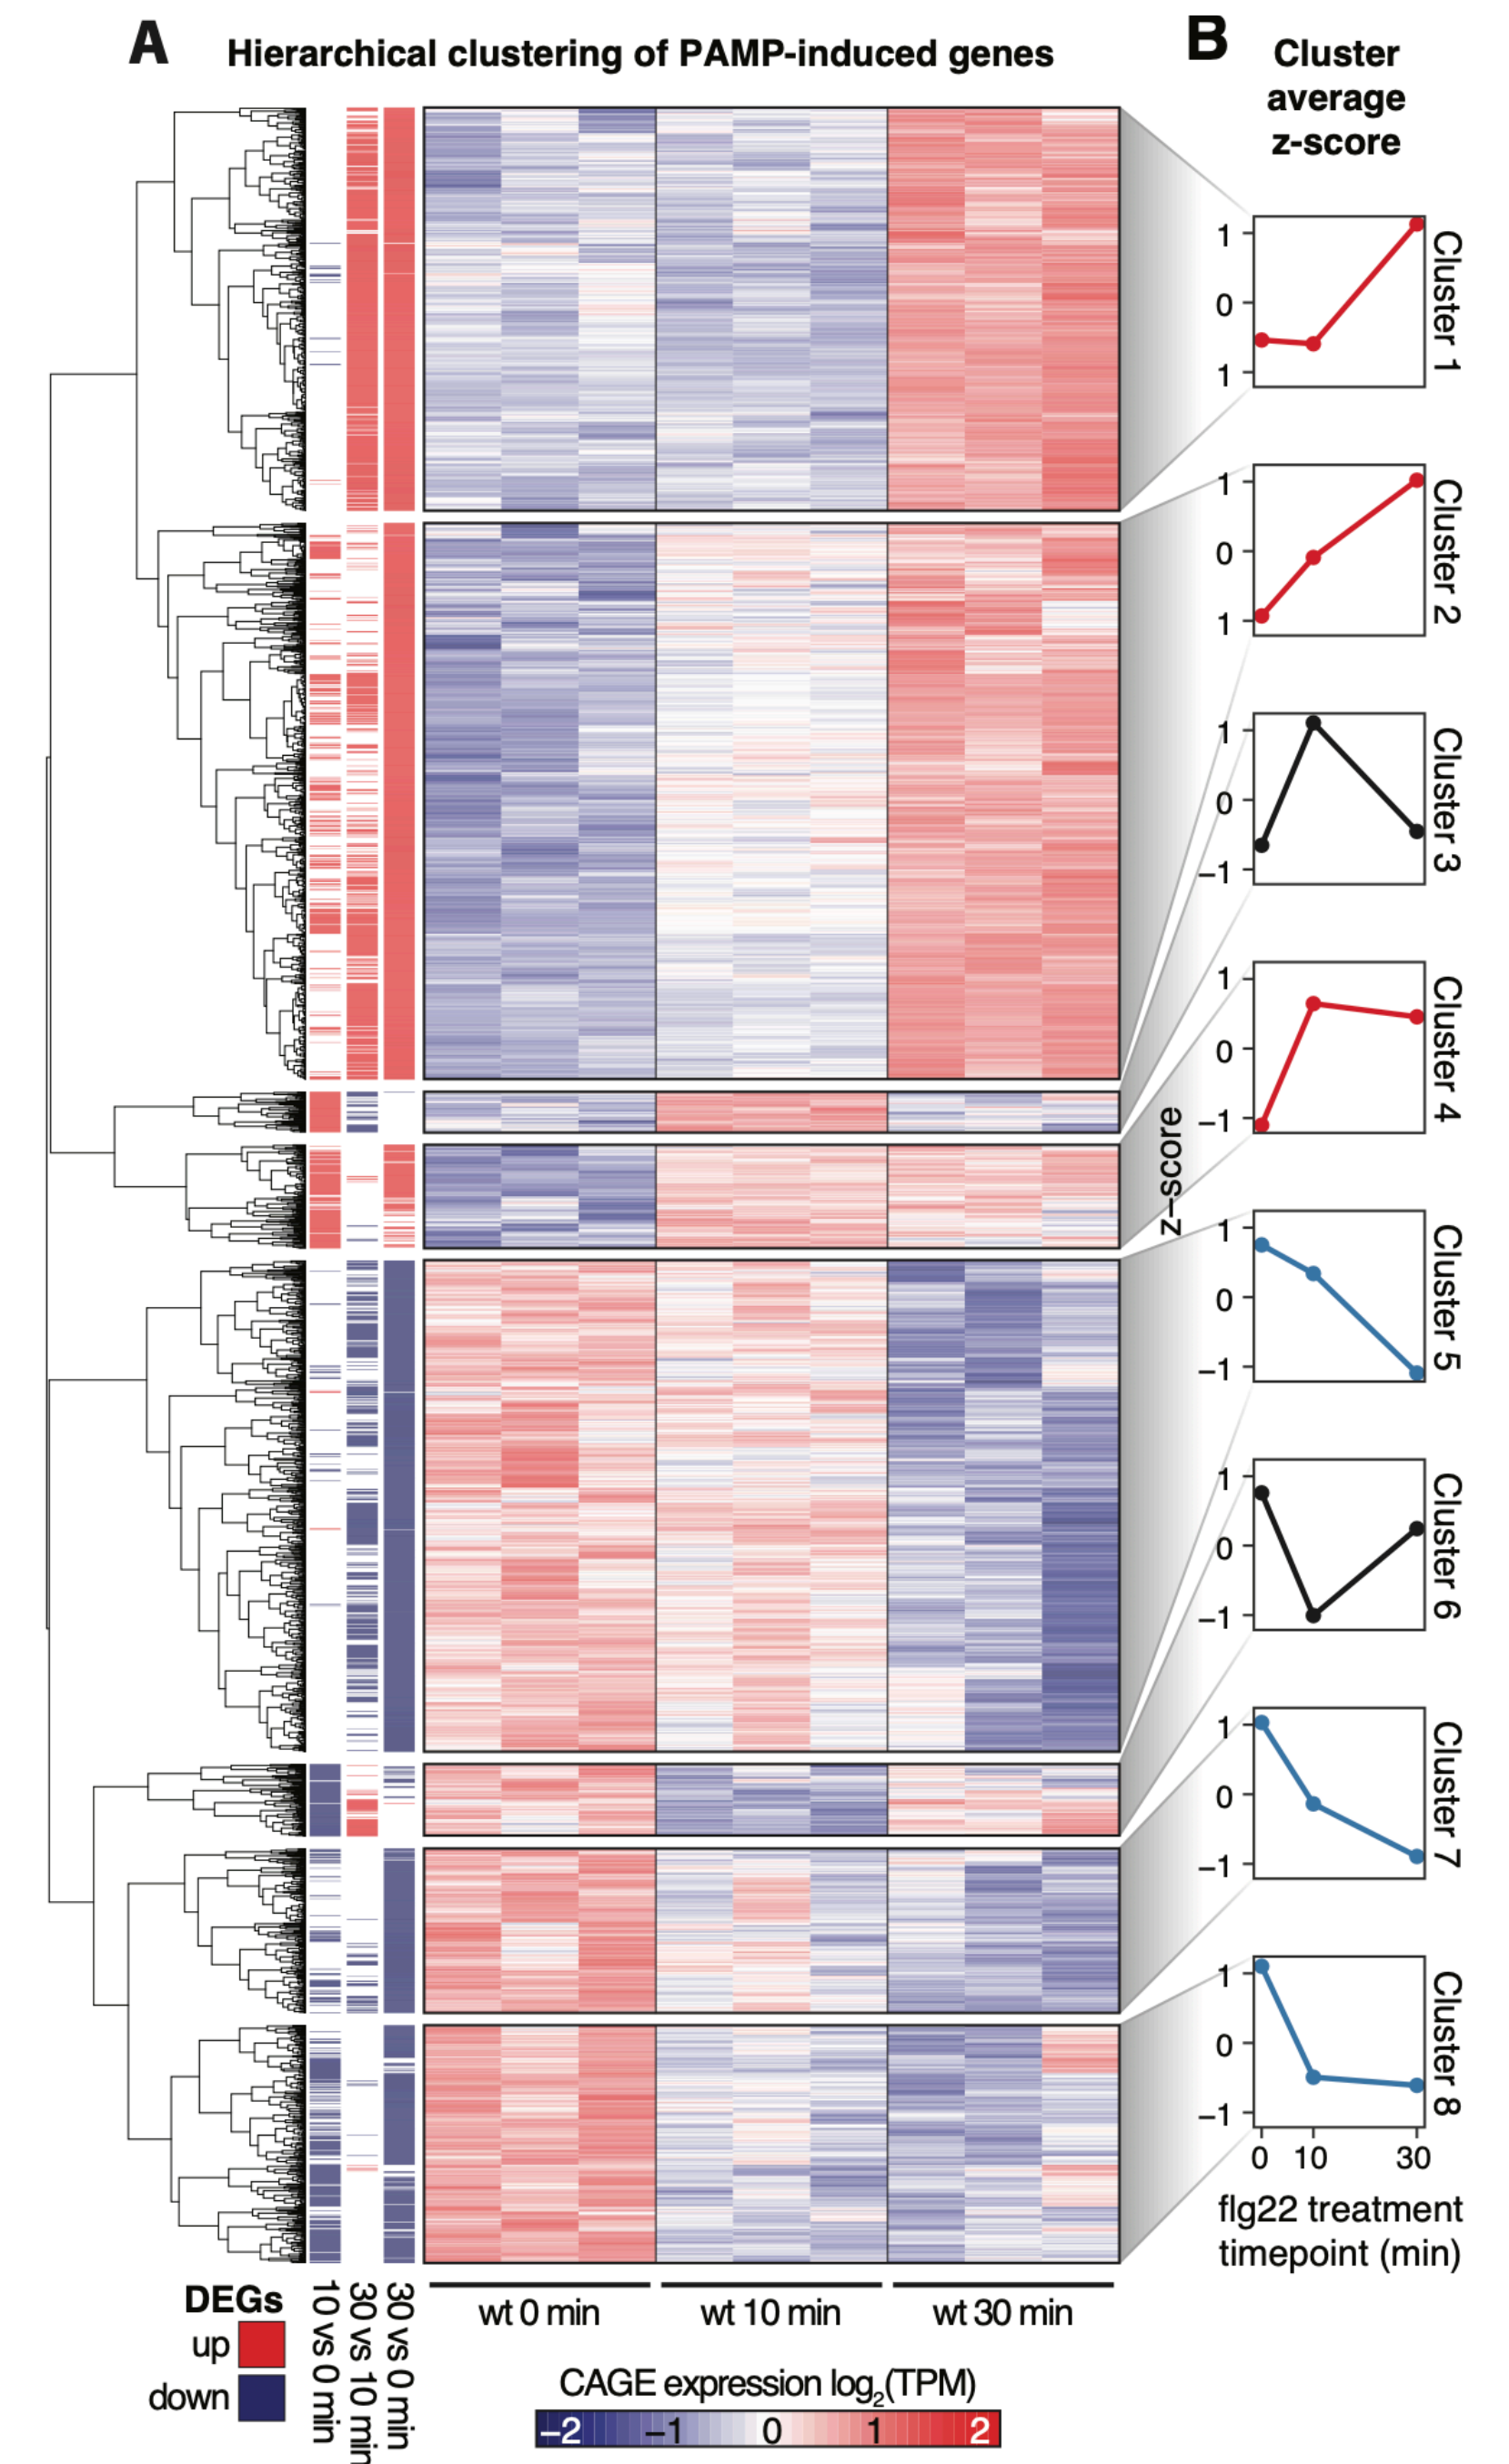 A
Hierarchical clustering of PAMP-induced genes
B
Cluster
average
z-score
1
0
1
Cluster 1
1
0
1
Cluster 2
1
0
−1
Cluster 3
1
0
−1
Cluster 4
z−score
1
0
−1
Cluster 5
1
0
−1
Cluster 6
1
0
−1
Cluster 7
1
0
−1
Cluster 8
0 10 30
flg22 treatment
timepoint (min)
DEGs
up
down
10 vs 0 min
30 vs 10 min
30 vs 0 min
wt 0 min
wt 10 min
wt 30 min
CAGE expression log2(TPM)
−2 −1 0 1 2